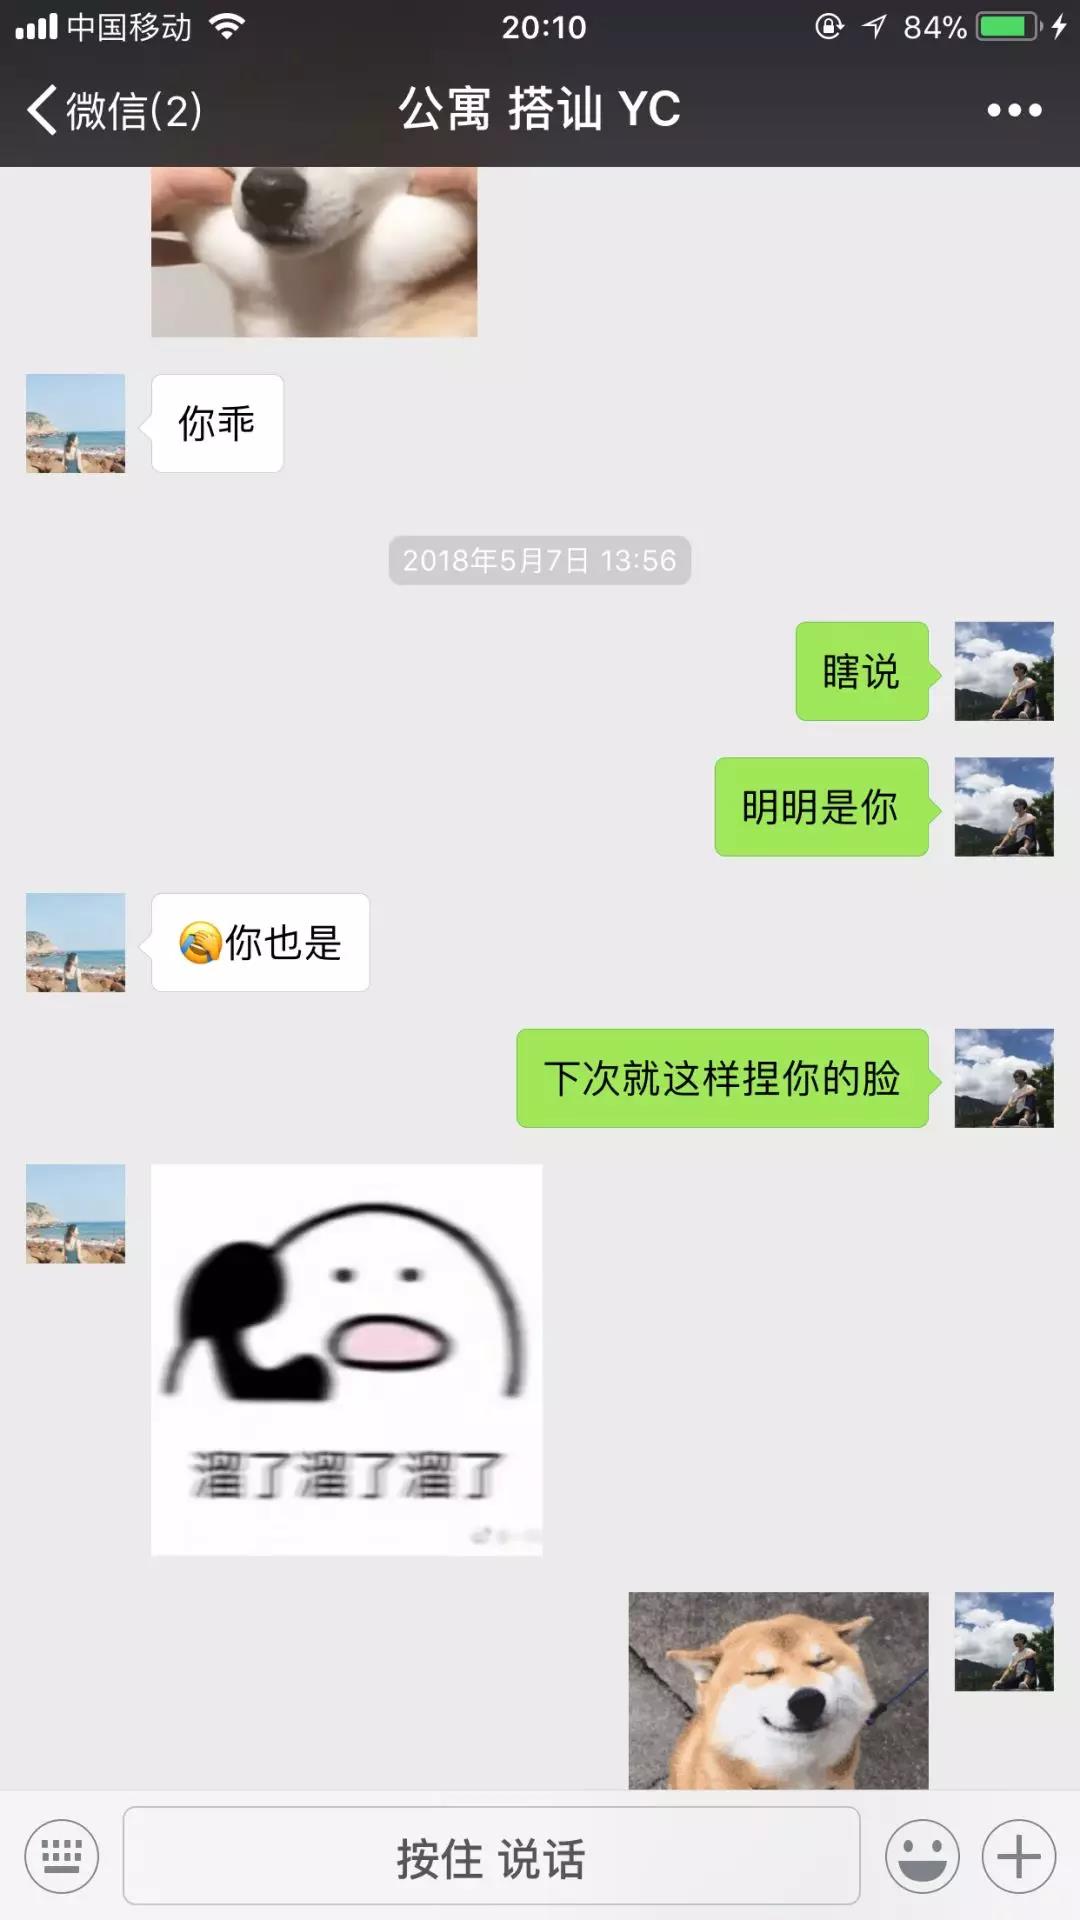 中国移动 20:10 84%
微信(2) 公寓 搭讪 YC
你乖
2018年5月7日 13:56
瞎说
明明是你
你也是
下次就这样捏你的脸
溜了溜了溜了
按住 说话